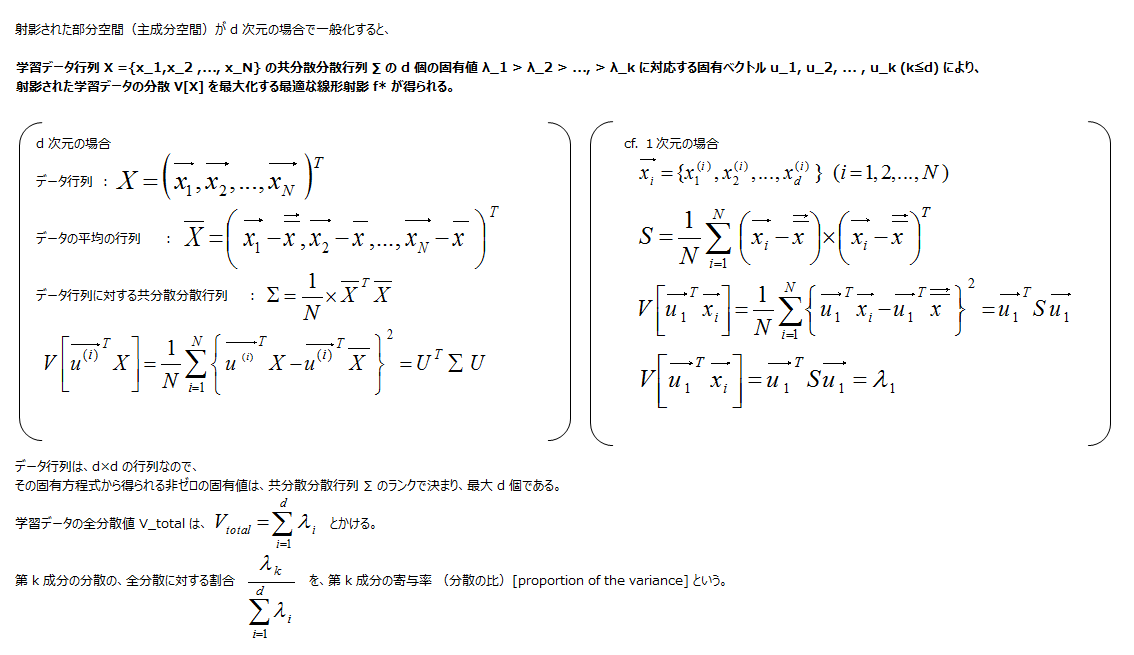 射影された部分空間（主成分空間）が d 次元の場合で一般化すると、
学習データ行列 X ={x_1,x_2 ,…, x_N} の共分散分散行列 ∑ の d 個の固有値 λ_1 > λ_2 > …, > λ_k に対応する固有ベクトル u_1, u_2, … , u_k (k≦d) により、
射影された学習データの分散 V[X] を最大化する最適な線形射影 f* が得られる。
d 次元の場合
データ行列 ： $X=\left(\overrightarrow{x_1},\overrightarrow{x_2},...,\overrightarrow{x_N}\right)^T$
データの平均の行列 ： $\overline{X}=\left(\overrightarrow{x_1}-\overrightarrow{\overline{x}},\overrightarrow{x_2}-\overline{x},...,\overrightarrow{x_N}-\overline{x}\right)^T$
データ行列に対する共分散分散行列 ： $\Sigma=\frac{1}{N}\times\overline{X}^T\overline{X}$
$V\left[\overrightarrow{u^{(i)}}^T X\right]=\frac{1}{N}\sum_{i=1}^{N}\left\{\overrightarrow{u^{(i)}}^T X-\overrightarrow{u^{(i)}}^T\overline{X}\right\}^2=U^T\sum U$
cf. １次元の場合
$\overrightarrow{x_i}=\{x_1^{(i)},x_2^{(i)},...,x_d^{(i)}\}\ (i=1,2,...,N)$
$S=\frac{1}{N}\sum_{i=1}^{N}\left(\overrightarrow{x_i}-\overrightarrow{\overline{x}}\right)\times\left(\overrightarrow{x_i}-\overrightarrow{\overline{x}}\right)^T$
$V\left[\overrightarrow{u_1}^T\overrightarrow{x_i}\right]=\frac{1}{N}\sum_{i=1}^{N}\left\{\overrightarrow{u_1}^T\overrightarrow{x_i}-\overrightarrow{u_1}^T\overrightarrow{\overline{x}}\right\}^2=\overrightarrow{u_1}^T S\overrightarrow{u_1}$
$V\left[\overrightarrow{u_1}^T\overrightarrow{x_i}\right]=\overrightarrow{u_1}^T S\overrightarrow{u_1}=\lambda_1$
データ行列は、d×d の行列なので、
その固有方程式から得られる非ゼロの固有値は、共分散分散行列 ∑ のランクで決まり、最大 d 個である。
学習データの全分散値 V_total は、 $V_{total}=\sum_{i=1}^{d}\lambda_i$ とかける。
第 k 成分の分散の、全分散に対する割合 $\frac{\lambda_k}{\sum_{i=1}^{d}\lambda_i}$ を、第 k 成分の寄与率 （分散の比）[proportion of the variance] という。